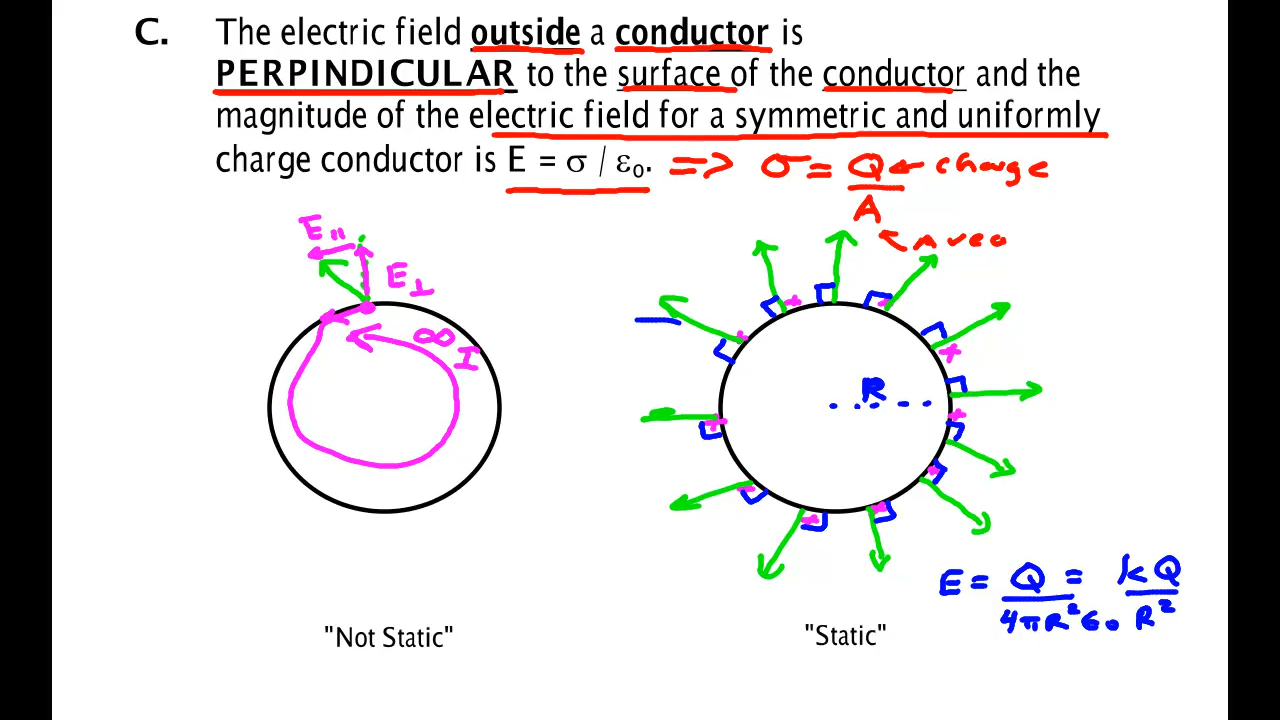 C. The electric field outside a conductor is
PERPINDICULAR to the surface of the conductor and the
magnitude of the electric field for a symmetric and uniformly
charge conductor is E = σ / ε₀. => σ = Q ← charge
A
↖ Area
E∥
E⊥
∞
I
R
E = Q / 4πR²ε₀ = kQ / R²
"Not Static"
"Static"